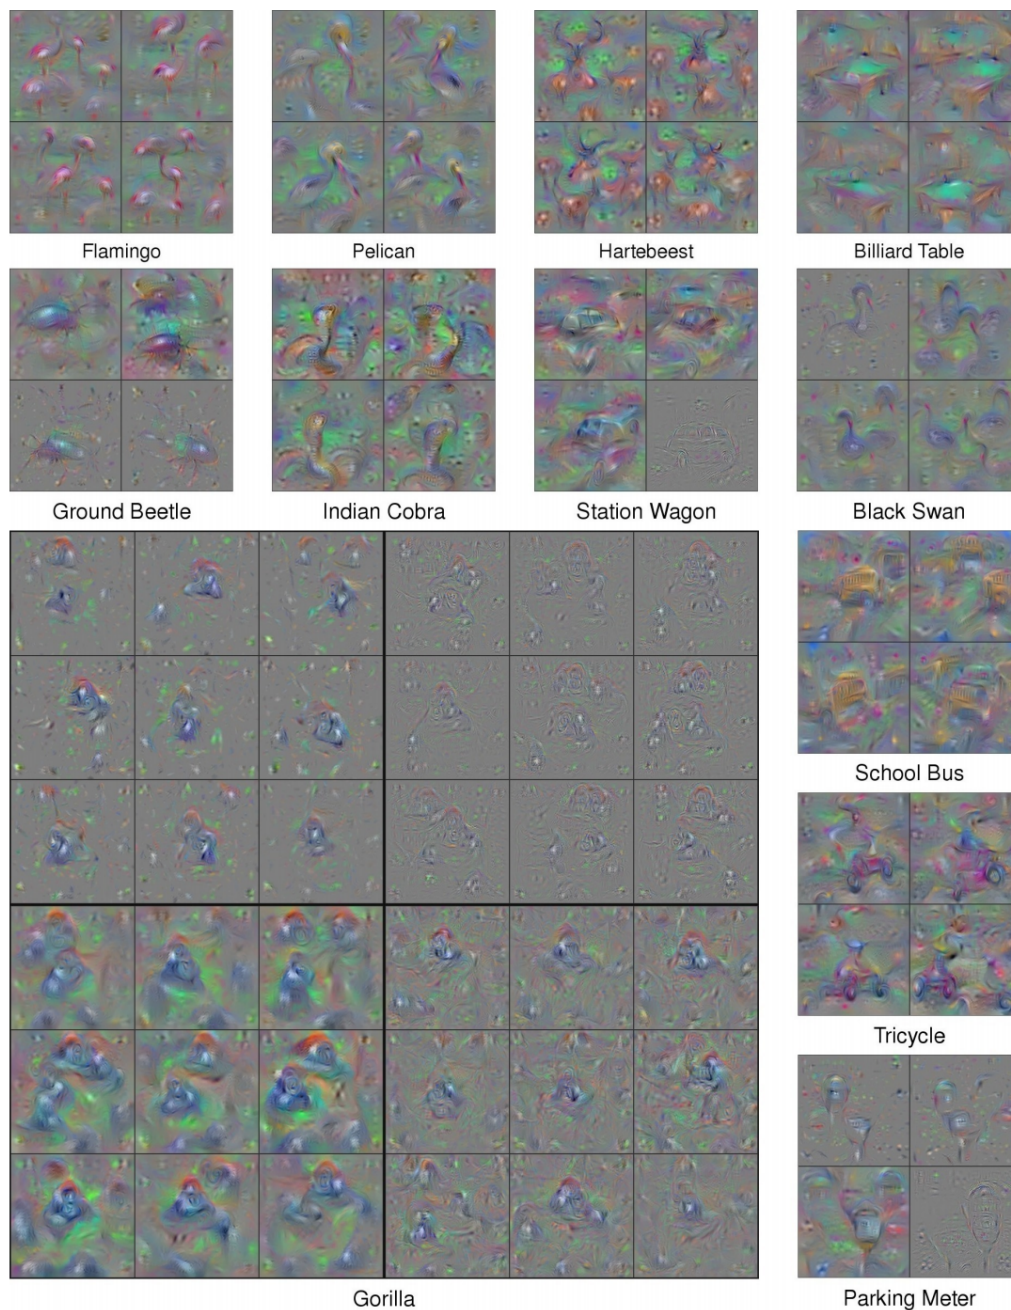 Flamingo
Pelican
Hartebeest
Billiard Table
Ground Beetle
Indian Cobra
Station Wagon
Black Swan
School Bus
Tricycle
Gorilla
Parking Meter